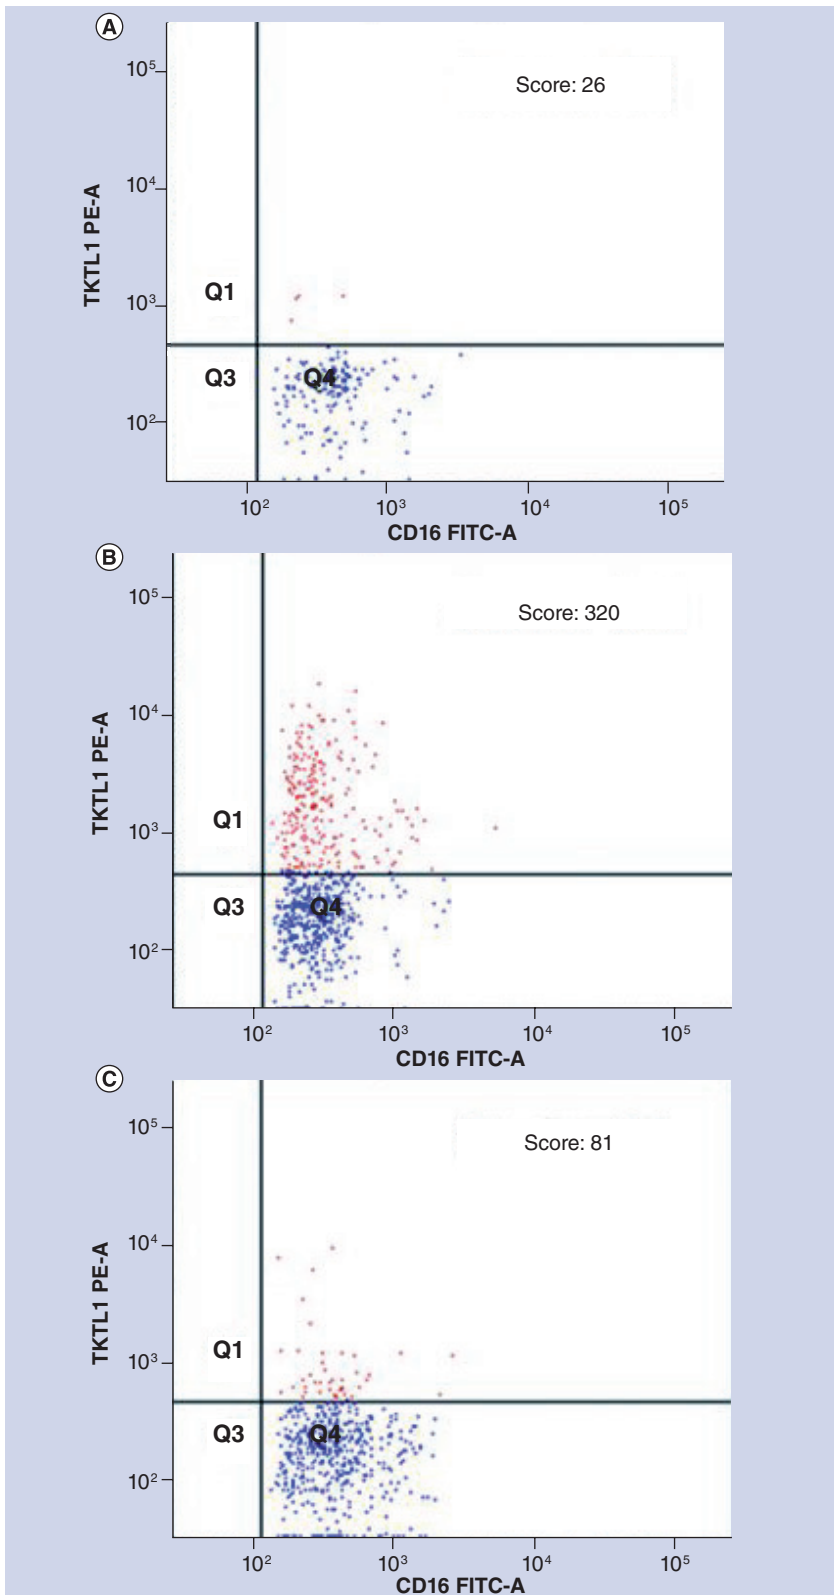 A
Score: 26
TKTL1 PE-A
10⁵
10⁴
10³
10²
Q1
Q3
Q4
10² 10³ 10⁴ 10⁵
CD16 FITC-A
B
Score: 320
TKTL1 PE-A
10⁵
10⁴
10³
10²
Q1
Q3
Q4
10² 10³ 10⁴ 10⁵
CD16 FITC-A
C
Score: 81
TKTL1 PE-A
10⁵
10⁴
10³
10²
Q1
Q3
Q4
10² 10³ 10⁴ 10⁵
CD16 FITC-A